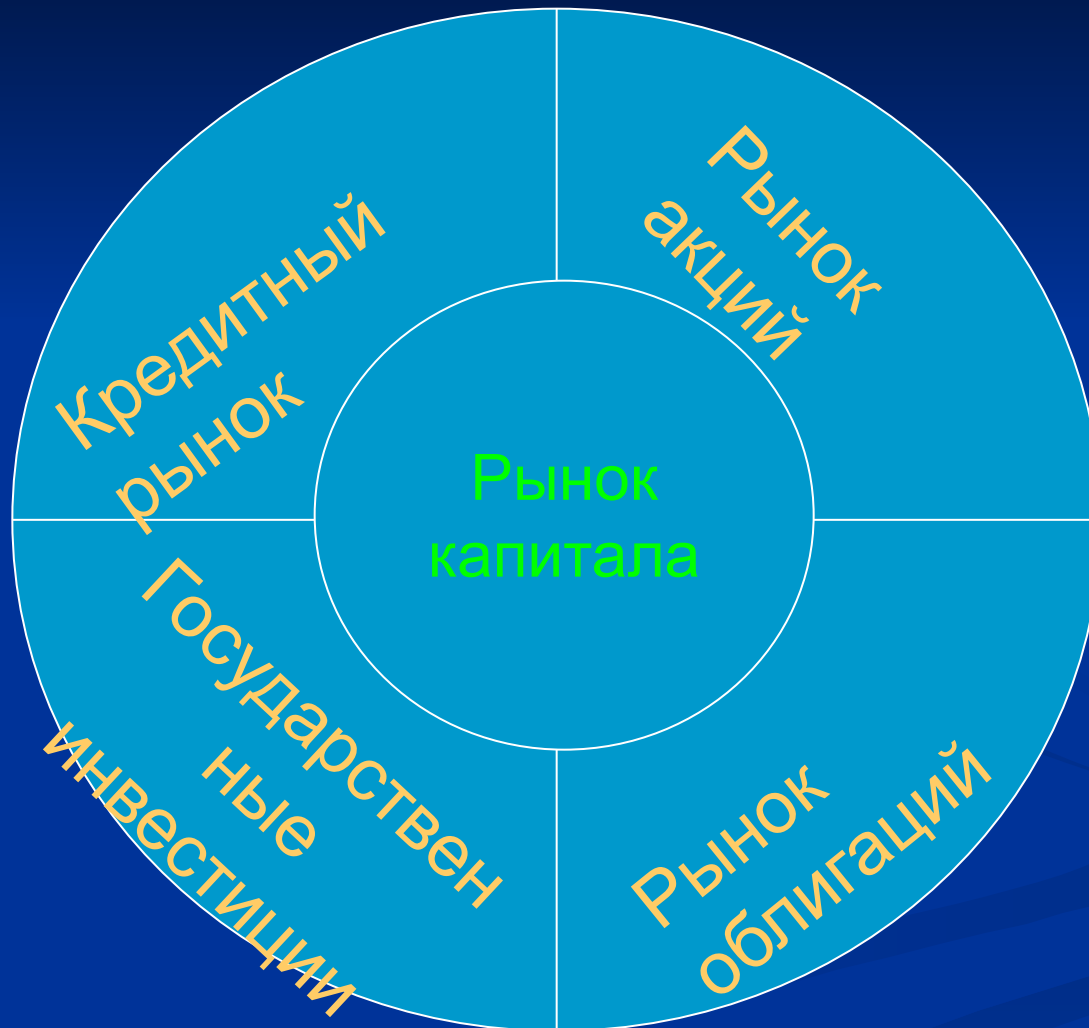 Кредитный
рынок
Рынок
акций
Рынок
капитала
Государствен
ные
инвестиции
Рынок
облигаций